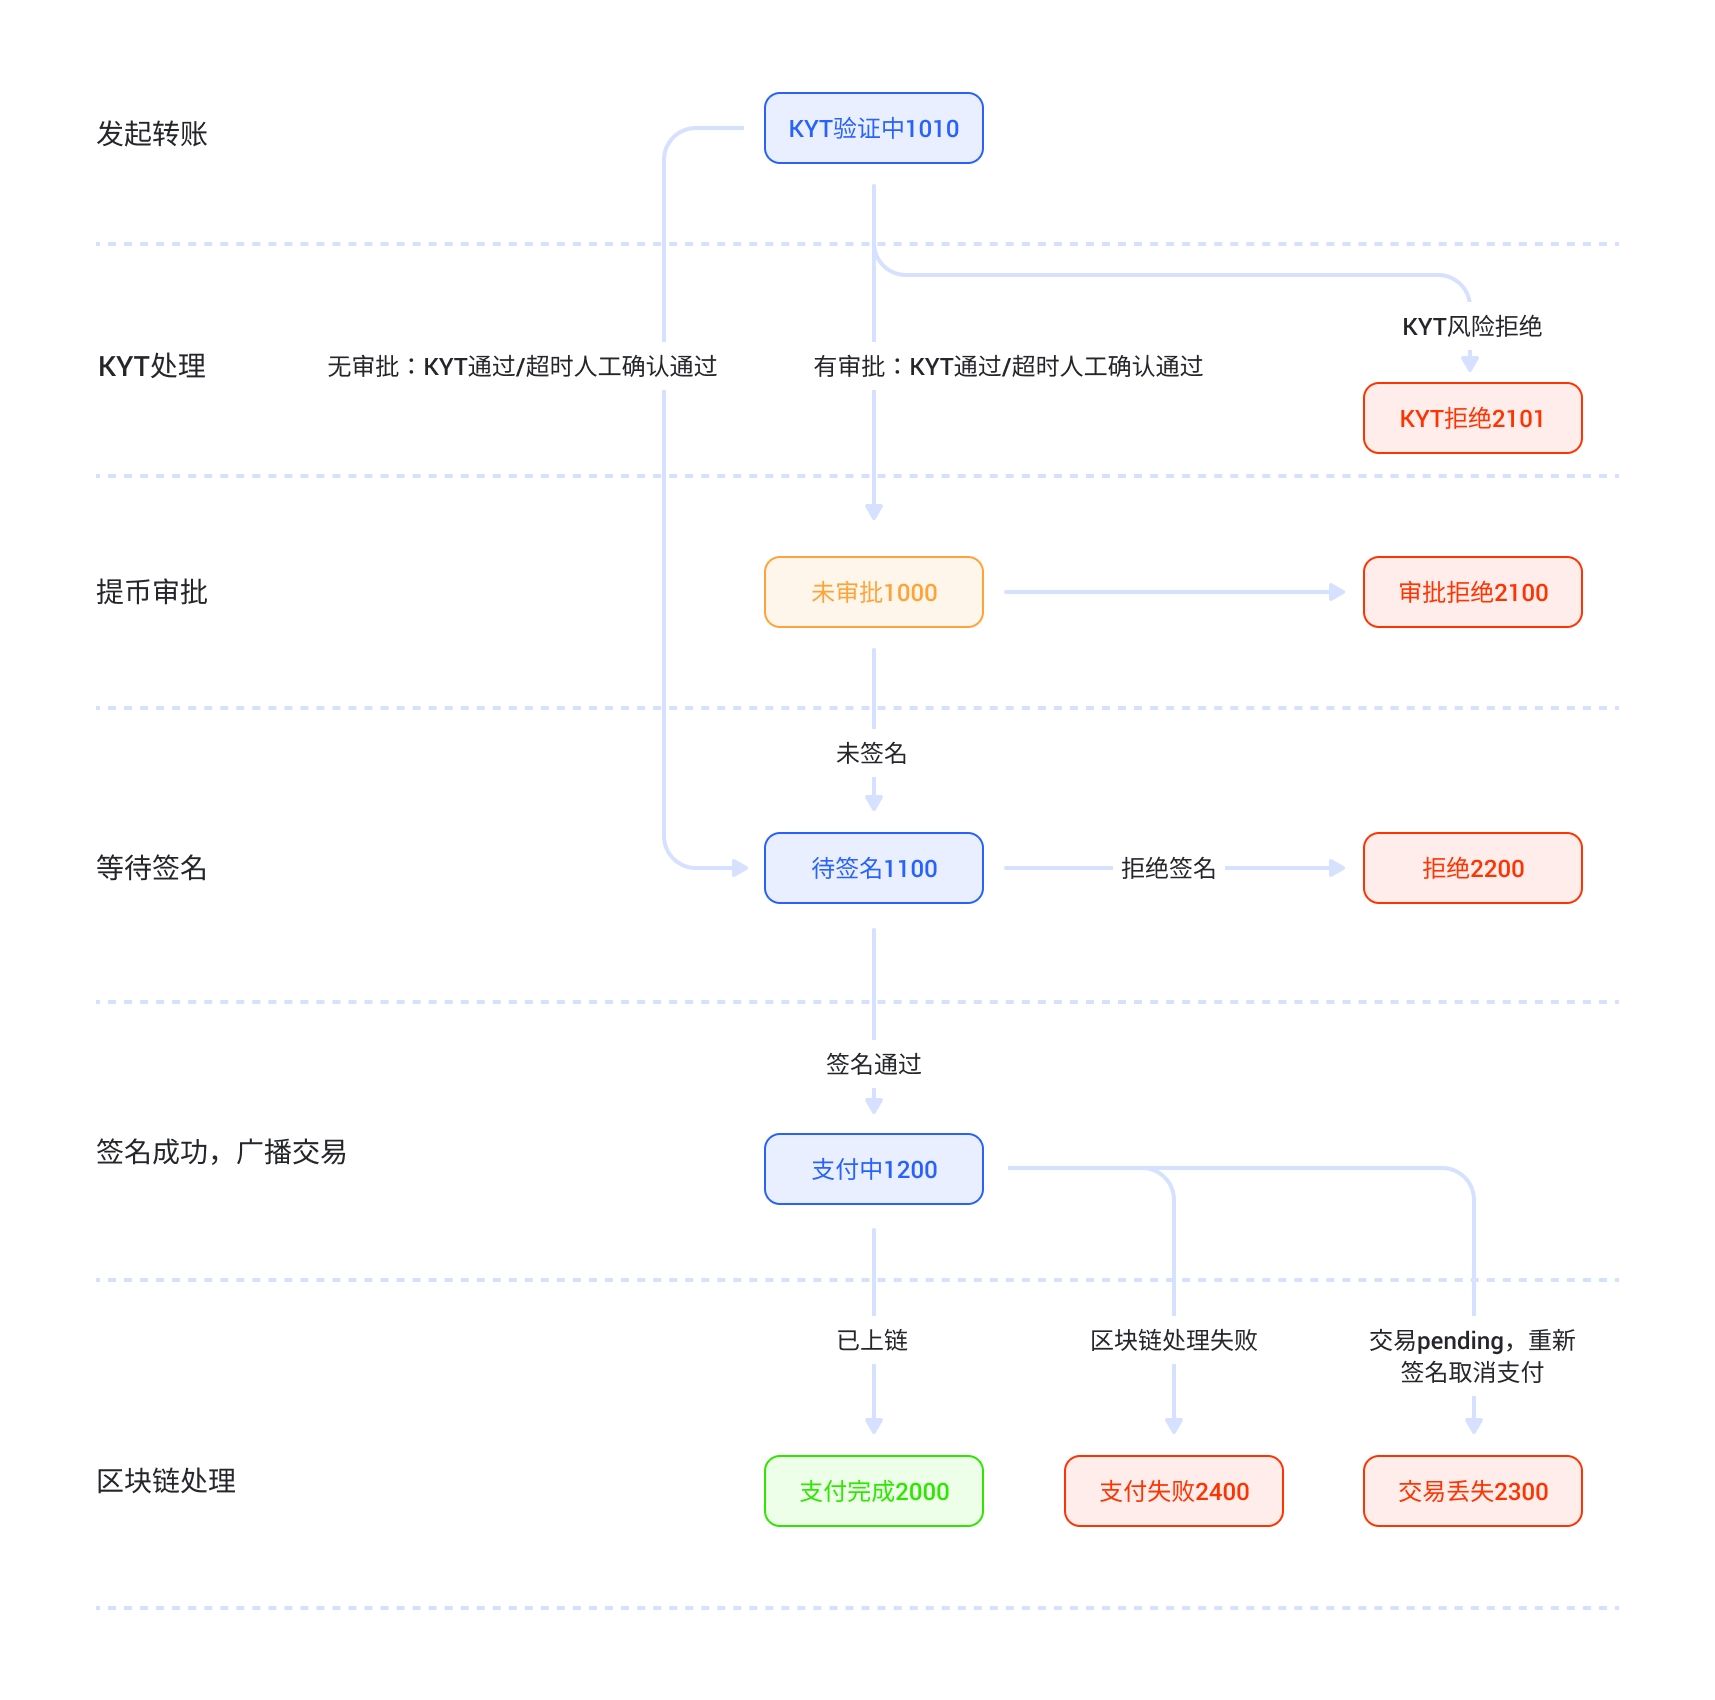 发起转账
KYT验证中1010
KYT风险拒绝
KYT处理
无审批：KYT通过/超时人工确认通过
有审批：KYT通过/超时人工确认通过
KYT拒绝2101
提币审批
未审批1000
审批拒绝2100
未签名
等待签名
待签名1100
拒绝签名
拒绝2200
签名通过
签名成功，广播交易
支付中1200
已上链
区块链处理失败
交易pending，重新
签名取消支付
区块链处理
支付完成2000
支付失败2400
交易丢失2300